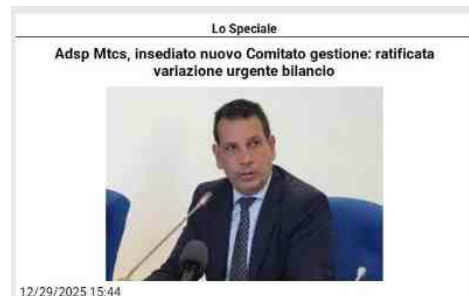 Lo Speciale
Adsp Mtcs, insediato nuovo Comitato gestione: ratificata
variazione urgente bilancio
12/29/2025 15:44